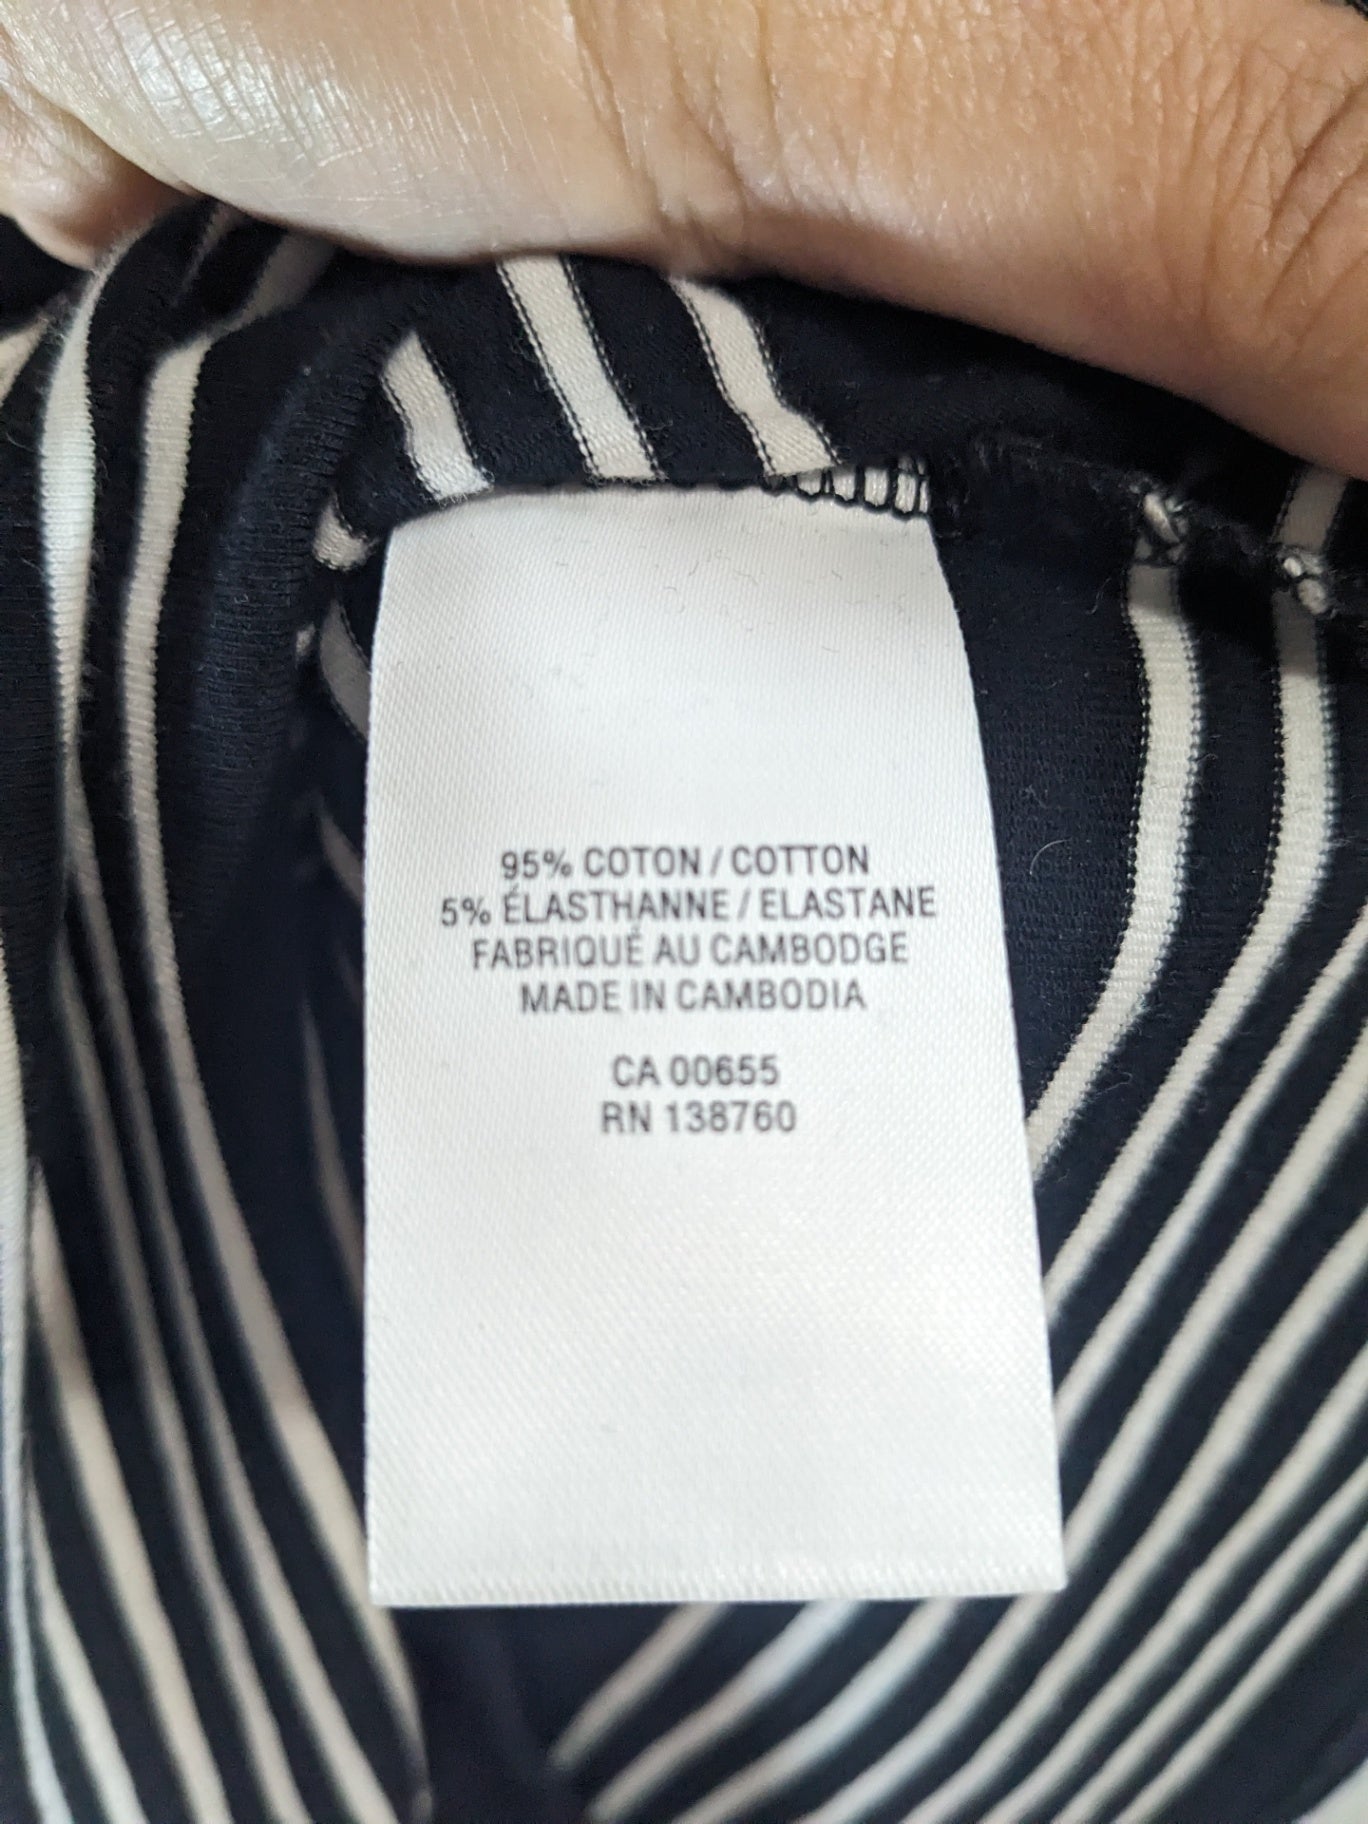 95% COTON / COTTON
5% ÉLASTHANNE / ELASTANE
FABRIQUÉ AU CAMBODGE
MADE IN CAMBODIA
CA 00655
RN 138760